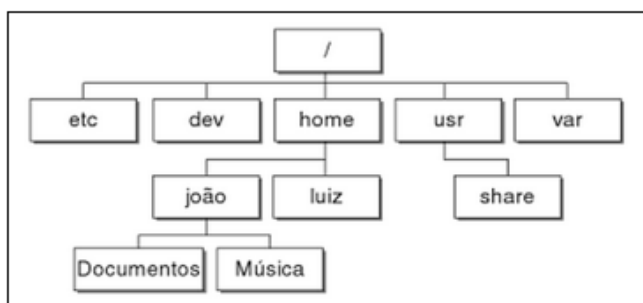 /
etc dev home usr var
joão luiz share
Documentos Música